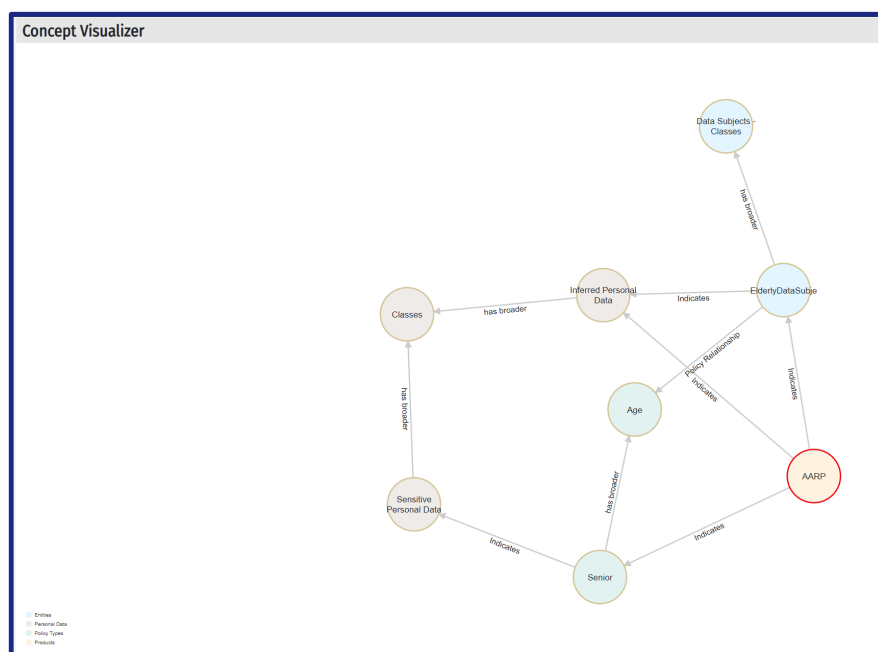 Concept Visualizer
Data Subjects -
Classes
has broader
Inferred Personal
Data
Indicates
ElderlyDataSubje
Classes
has broader
Policy Relationship
Indicates
Indicates
has broader
Age
AARP
has broader
Sensitive
Personal Data
Indicates
Indicates
Senior
Entities
Personal Data
Policy Types
Products